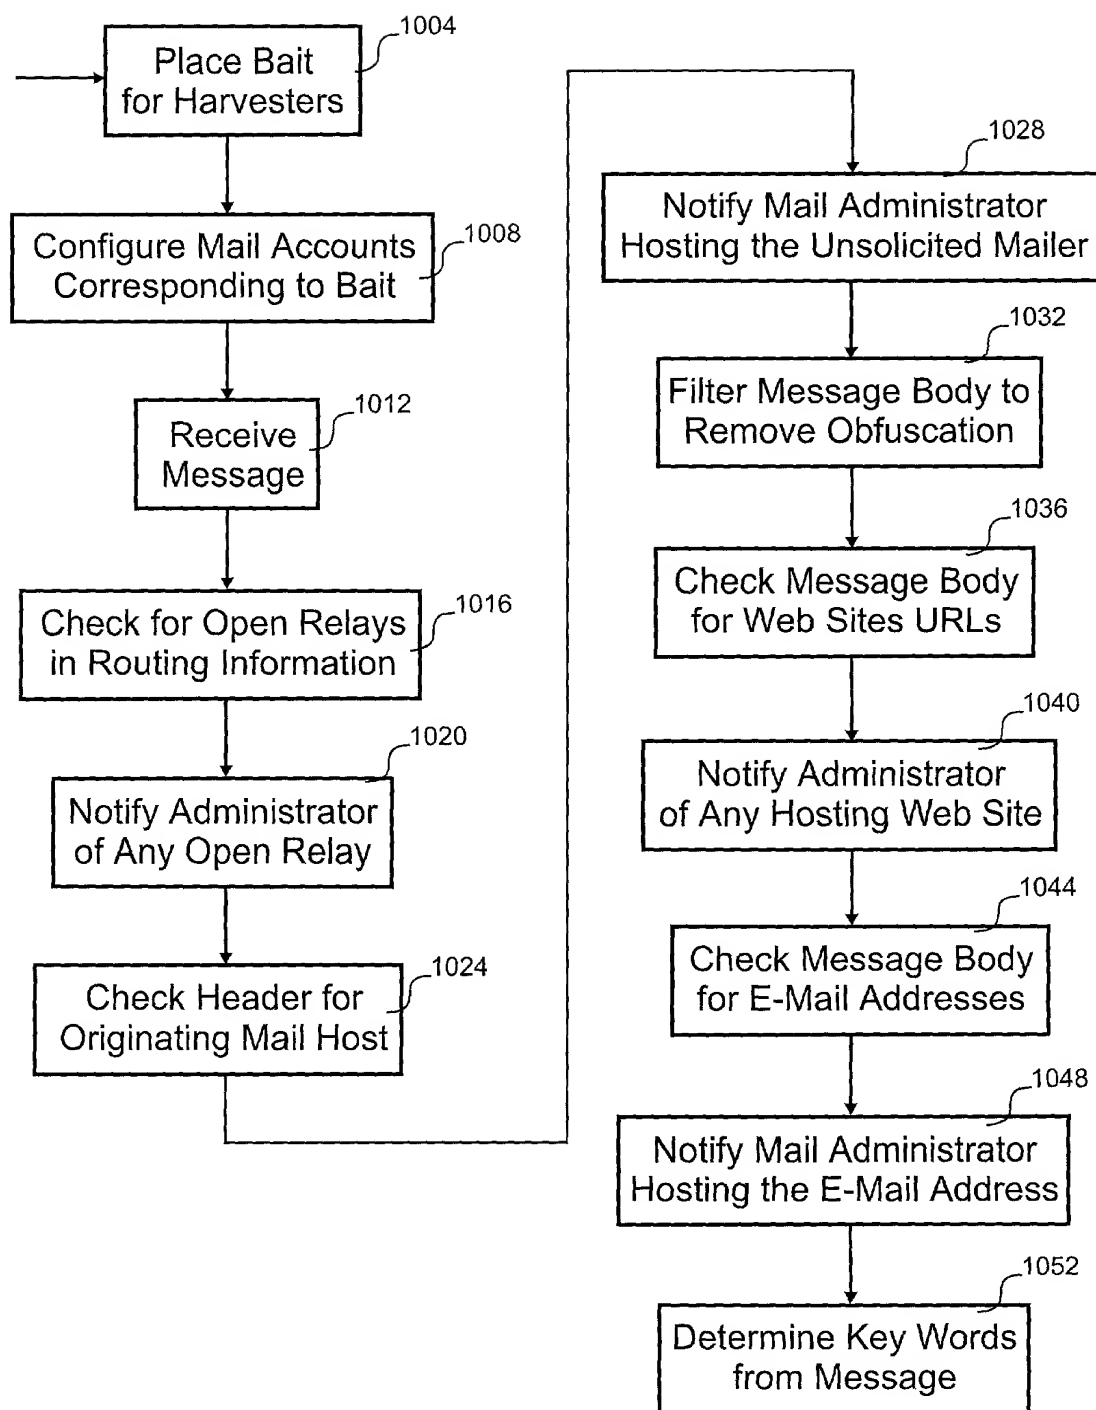 1004
Place Bait
for Harvesters
1008
Configure Mail Accounts
Corresponding to Bait
1012
Receive
Message
1016
Check for Open Relays
in Routing Information
1020
Notify Administrator
of Any Open Relay
1024
Check Header for
Originating Mail Host
1028
Notify Mail Administrator
Hosting the Unsolicited Mailer
1032
Filter Message Body to
Remove Obfuscation
1036
Check Message Body
for Web Sites URLs
1040
Notify Administrator
of Any Hosting Web Site
1044
Check Message Body
for E-Mail Addresses
1048
Notify Mail Administrator
Hosting the E-Mail Address
1052
Determine Key Words
from Message